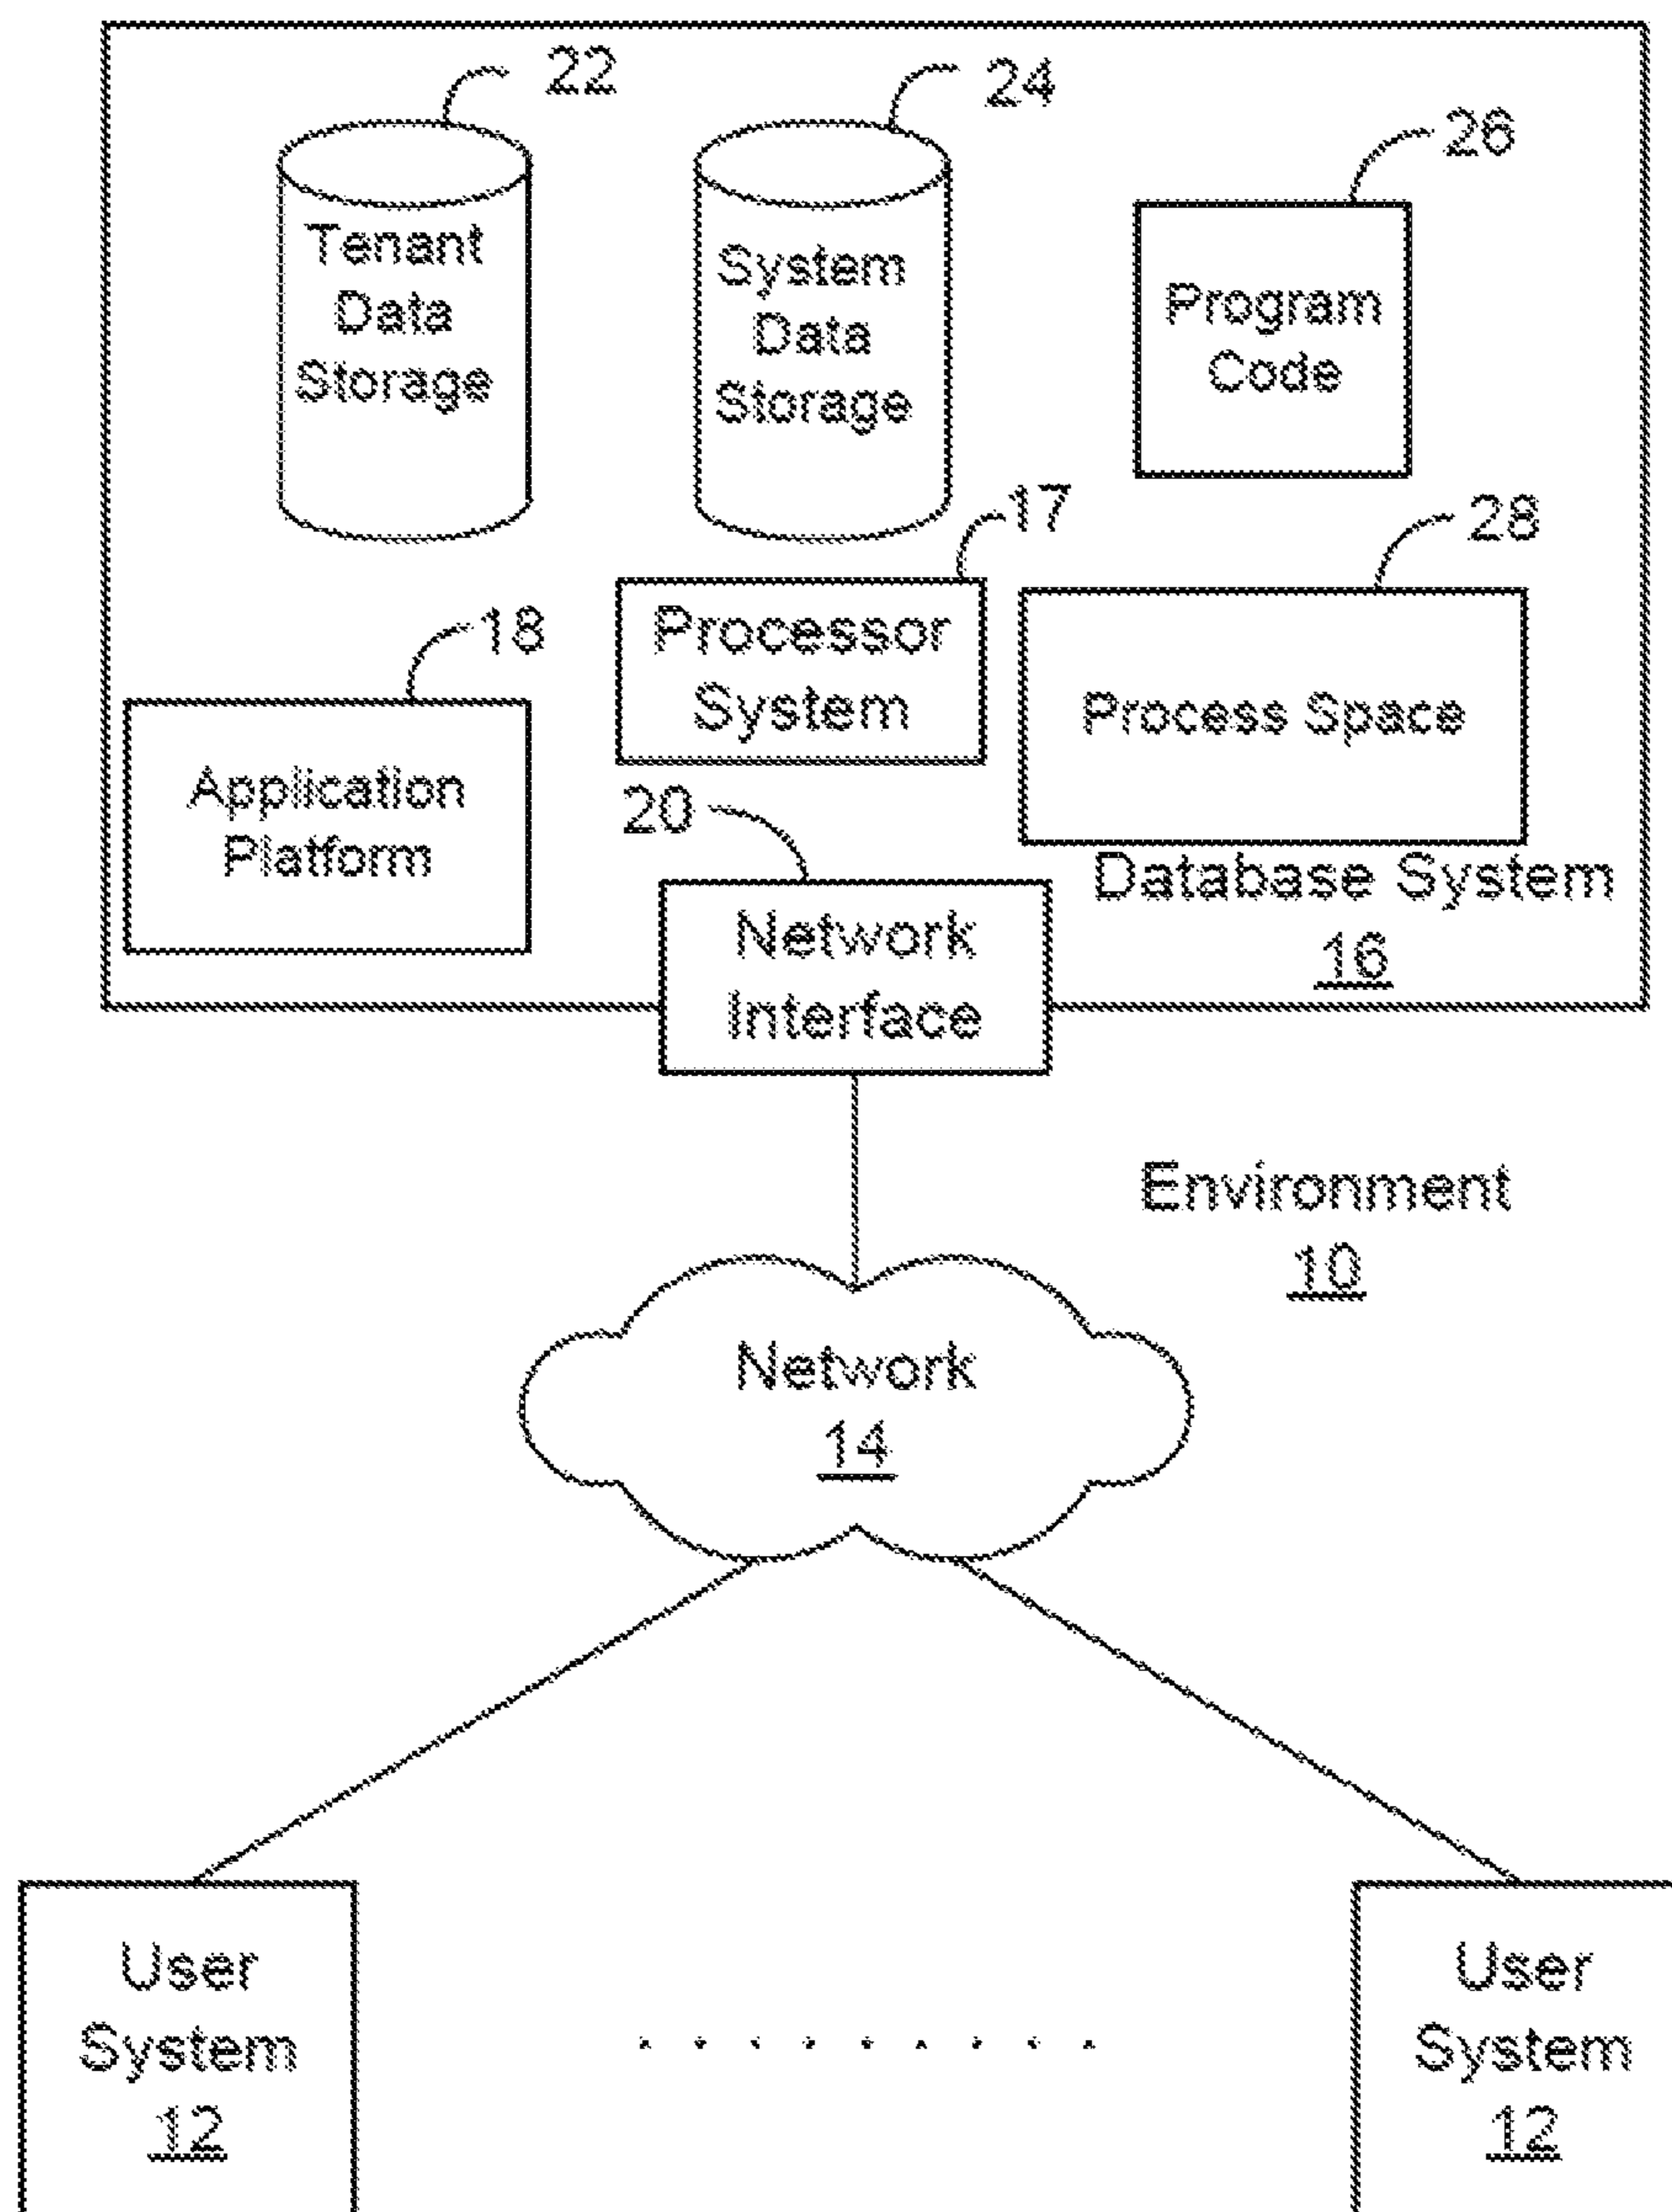 22
24
26
Tenant
Data
Storage
System
Data
Storage
Program
Code
17
28
18
Processor
System
Process Space
Application
Platform
20
Database System
16
Network
Interface
Environment
10
Network
14
User
System
12
User
System
12